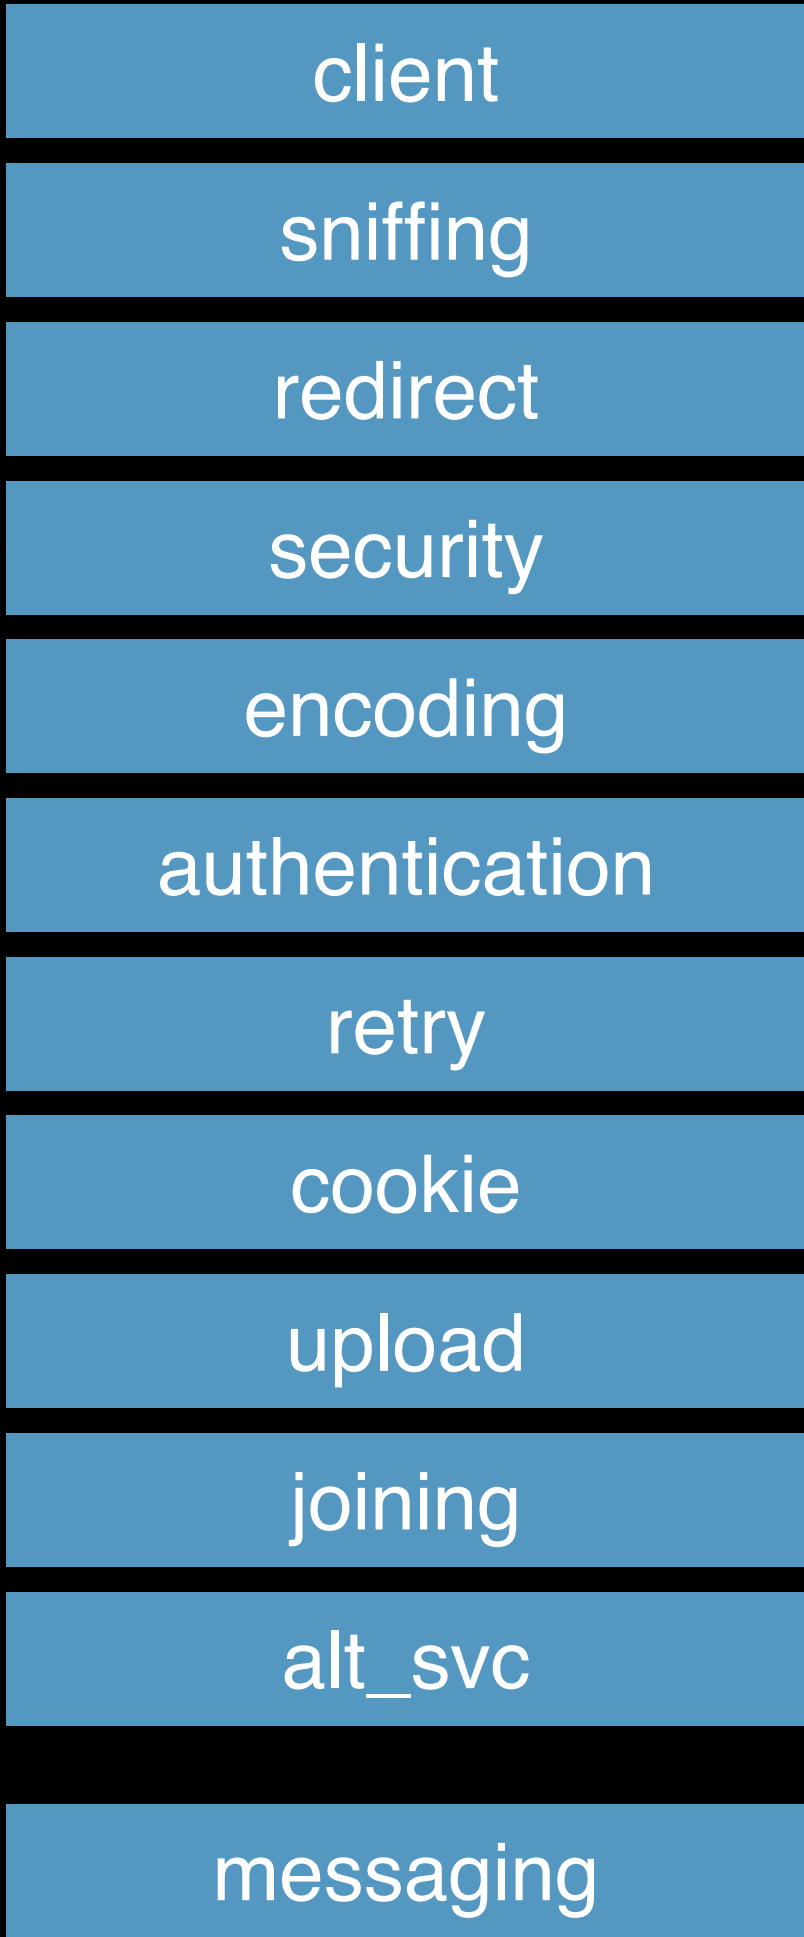 client
sniffing
redirect
security
encoding
authentication
retry
cookie
upload
joining
alt_svc
messaging